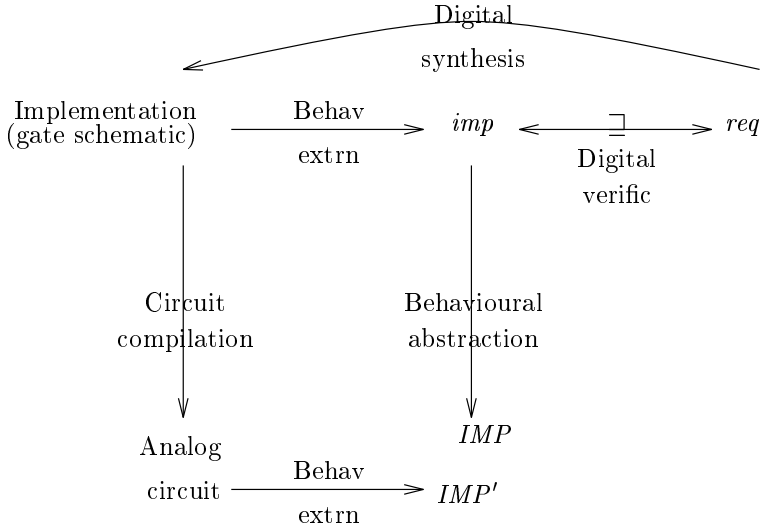 Digital
synthesis
Implementation
(gate schematic)
Behav
extrn
imp
⊒
req
Digital
verific
Circuit
compilation
Behavioural
abstraction
Analog
circuit
Behav
extrn
IMP
IMP′